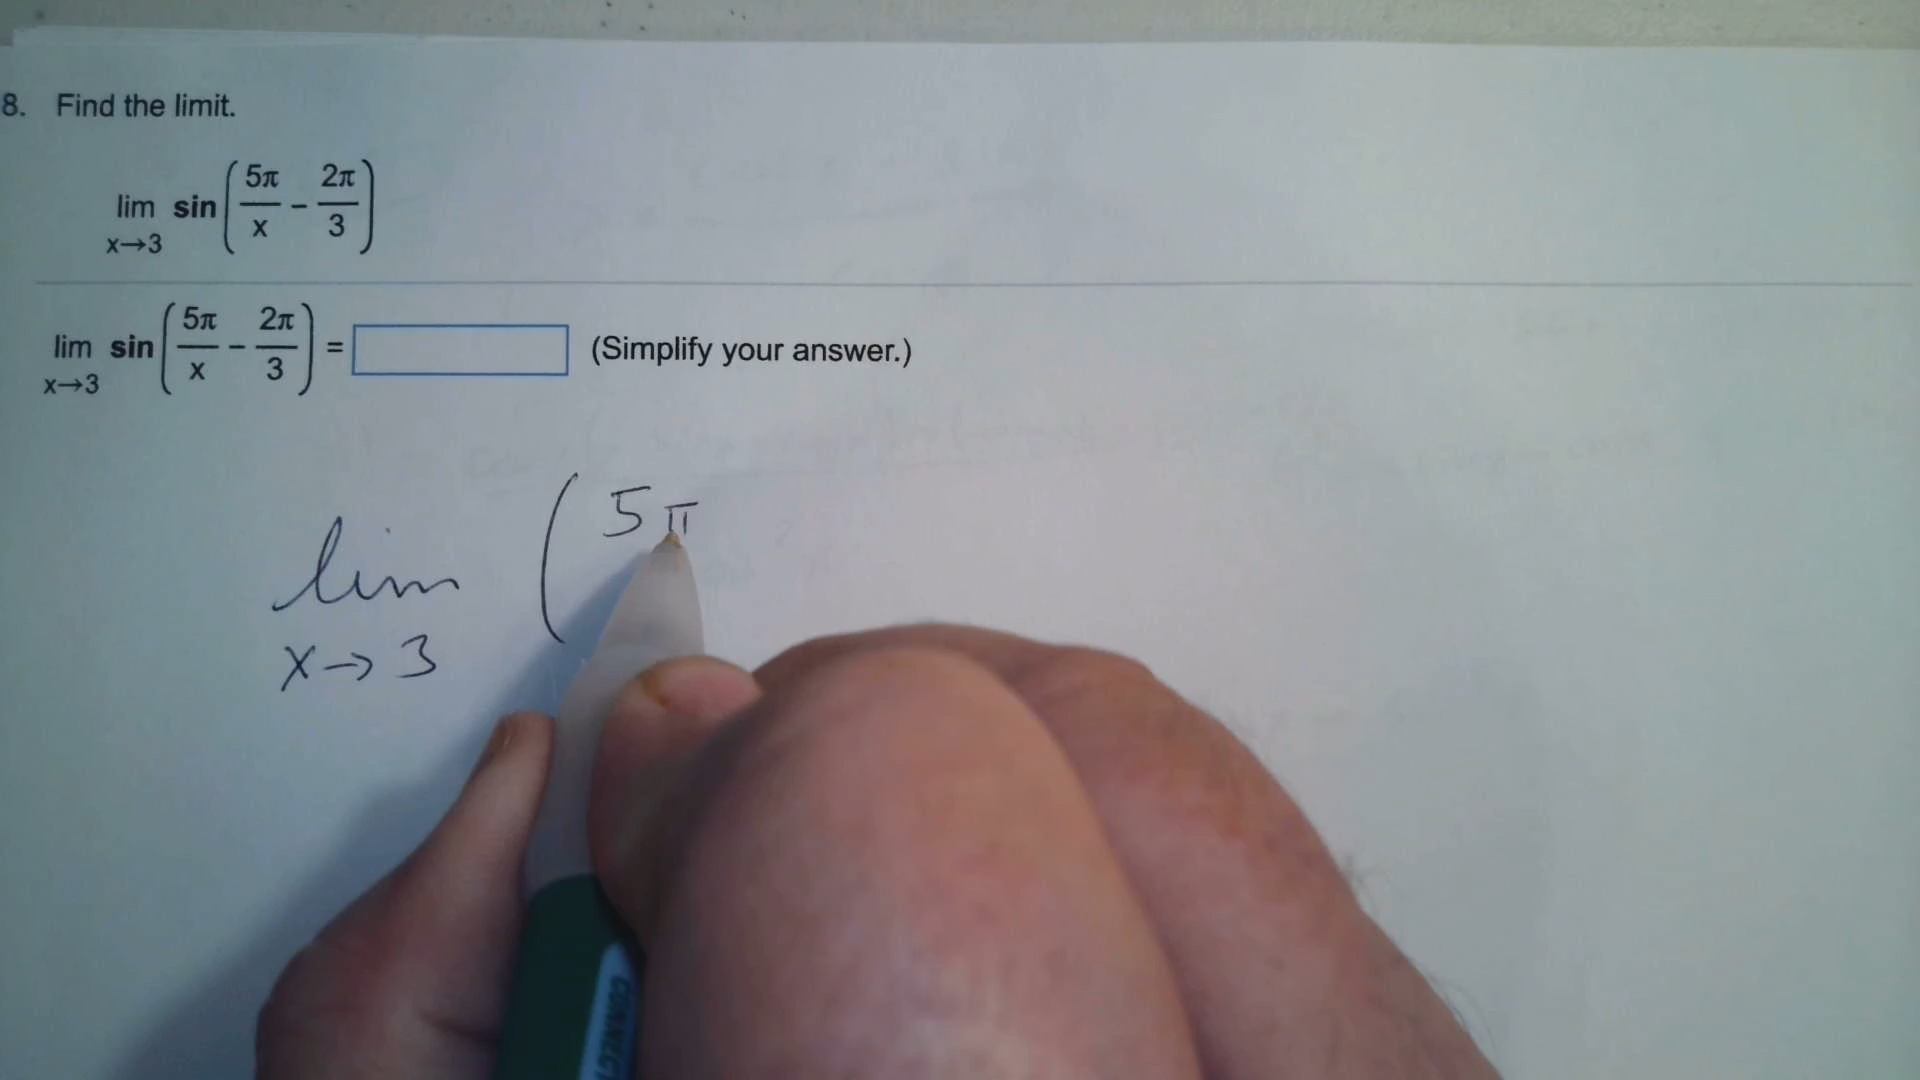 8. Find the limit.
lim x→3 sin(5π/x - 2π/3)
lim x→3 sin(5π/x - 2π/3) = (Simplify your answer.)
lim x→3 (5π